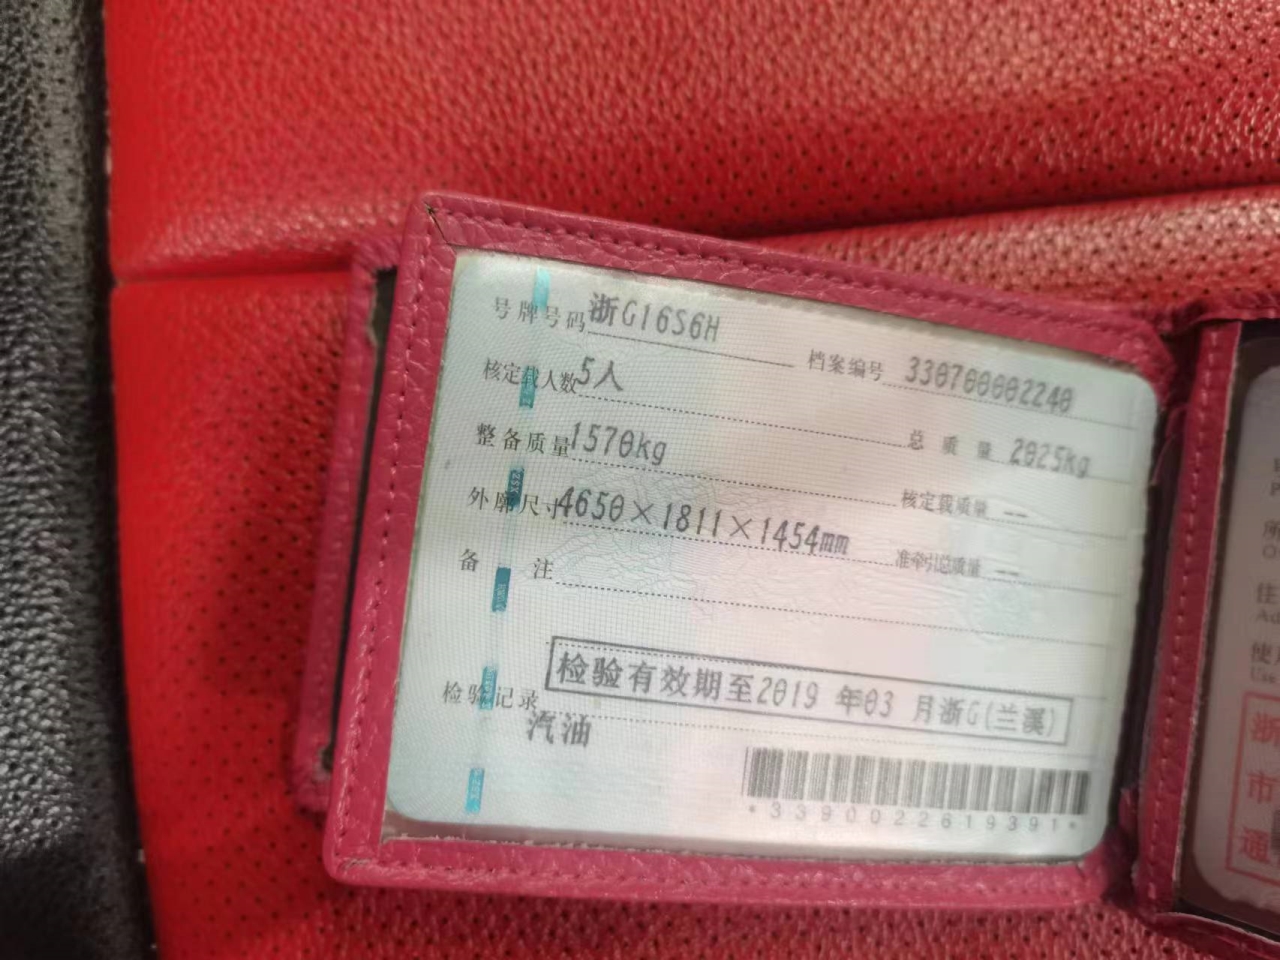 号牌号码 浙G16S6H 档案编号 330700002240
核定载人数 5人 总质量 2025kg
整备质量 1570kg 核定载质量 --
外廓尺寸 4650×1811×1454mm 准牵引总质量 --
备注
检验记录 检验有效期至2019 年03 月浙G(兰溪)
汽油
*3390022619391*
浙
市
通